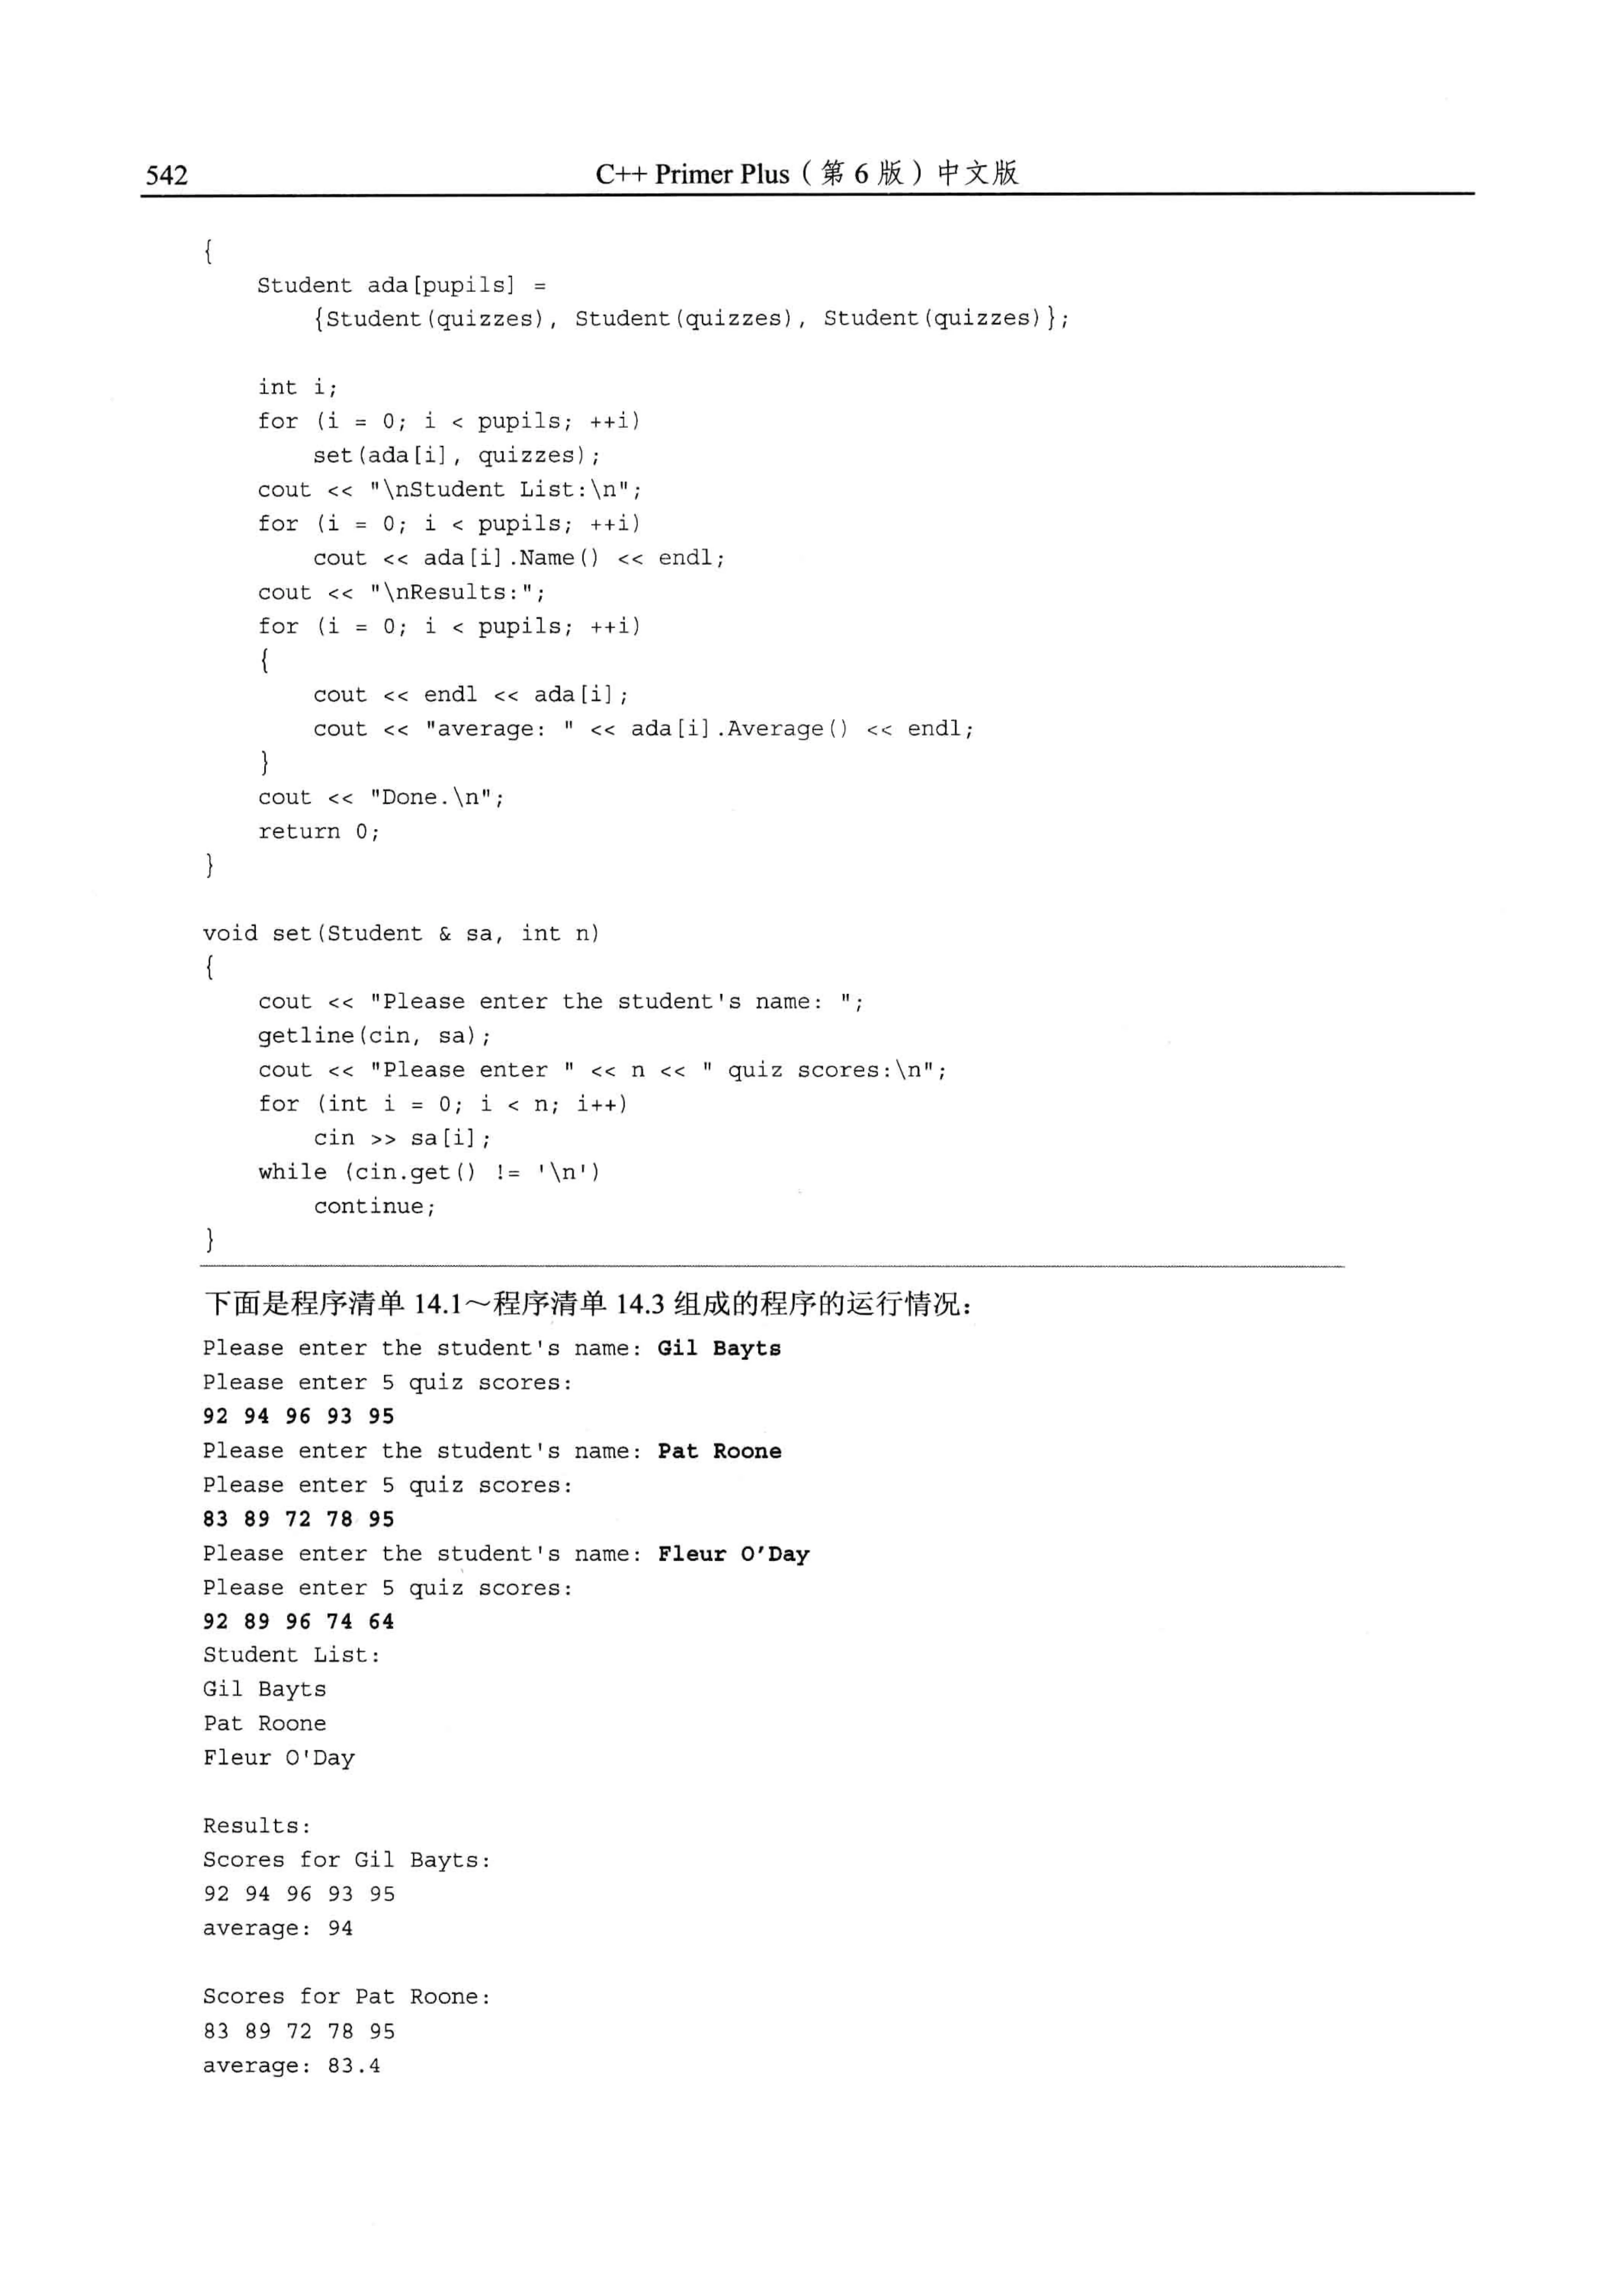 542
C++ Primer Plus（第 6 版）中文版
{
    Student ada[pupils] =
        {Student(quizzes), Student(quizzes), Student(quizzes)};

    int i;
    for (i = 0; i < pupils; ++i)
        set(ada[i], quizzes);
    cout << "\nStudent List:\n";
    for (i = 0; i < pupils; ++i)
        cout << ada[i].Name() << endl;
    cout << "\nResults:";
    for (i = 0; i < pupils; ++i)
    {
        cout << endl << ada[i];
        cout << "average: " << ada[i].Average() << endl;
    }
    cout << "Done.\n";
    return 0;
}

void set(Student & sa, int n)
{
    cout << "Please enter the student's name: ";
    getline(cin, sa);
    cout << "Please enter " << n << " quiz scores:\n";
    for (int i = 0; i < n; i++)
        cin >> sa[i];
    while (cin.get() != '\n')
        continue;
}
下面是程序清单 14.1～程序清单 14.3 组成的程序的运行情况：
Please enter the student's name: Gil Bayts
Please enter 5 quiz scores:
92 94 96 93 95
Please enter the student's name: Pat Roone
Please enter 5 quiz scores:
83 89 72 78 95
Please enter the student's name: Fleur O’Day
Please enter 5 quiz scores:
92 89 96 74 64
Student List:
Gil Bayts
Pat Roone
Fleur O'Day

Results:
Scores for Gil Bayts:
92 94 96 93 95
average: 94

Scores for Pat Roone:
83 89 72 78 95
average: 83.4